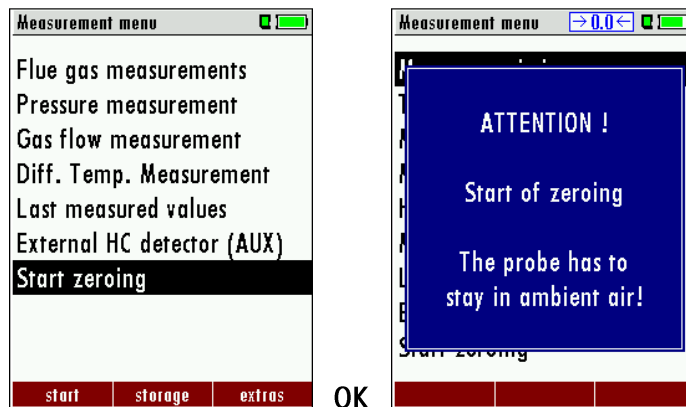 Measurement menu
Flue gas measurements
Pressure measurement
Gas flow measurement
Diff. Temp. Measurement
Last measured values
External HC detector (AUX)
Start zeroing
start storage extras
OK
Measurement menu →0.0←
ATTENTION !
Start of zeroing
The probe has to
stay in ambient air!
Start zeroing